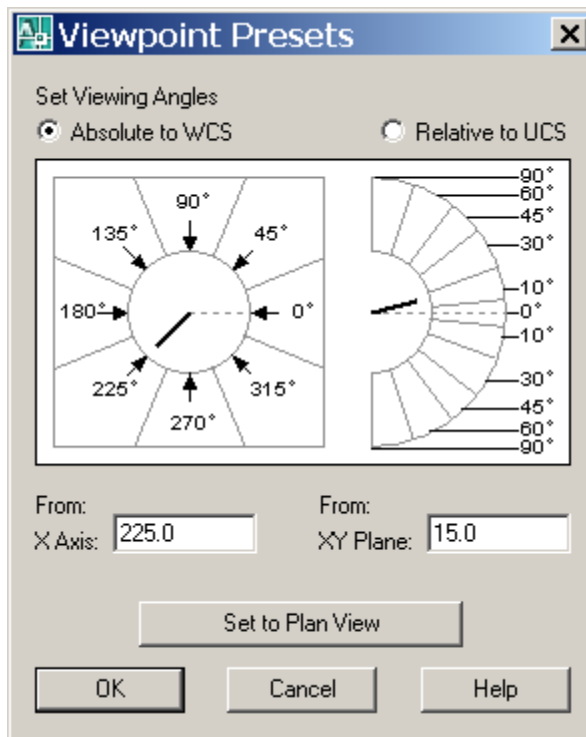 Viewpoint Presets
Set Viewing Angles
Absolute to WCS
Relative to UCS
90°
135°
45°
180°
0°
225°
315°
270°
90°
60°
45°
30°
10°
0°
10°
30°
45°
60°
90°
From:
X Axis: 225.0
From:
XY Plane: 15.0
Set to Plan View
OK
Cancel
Help